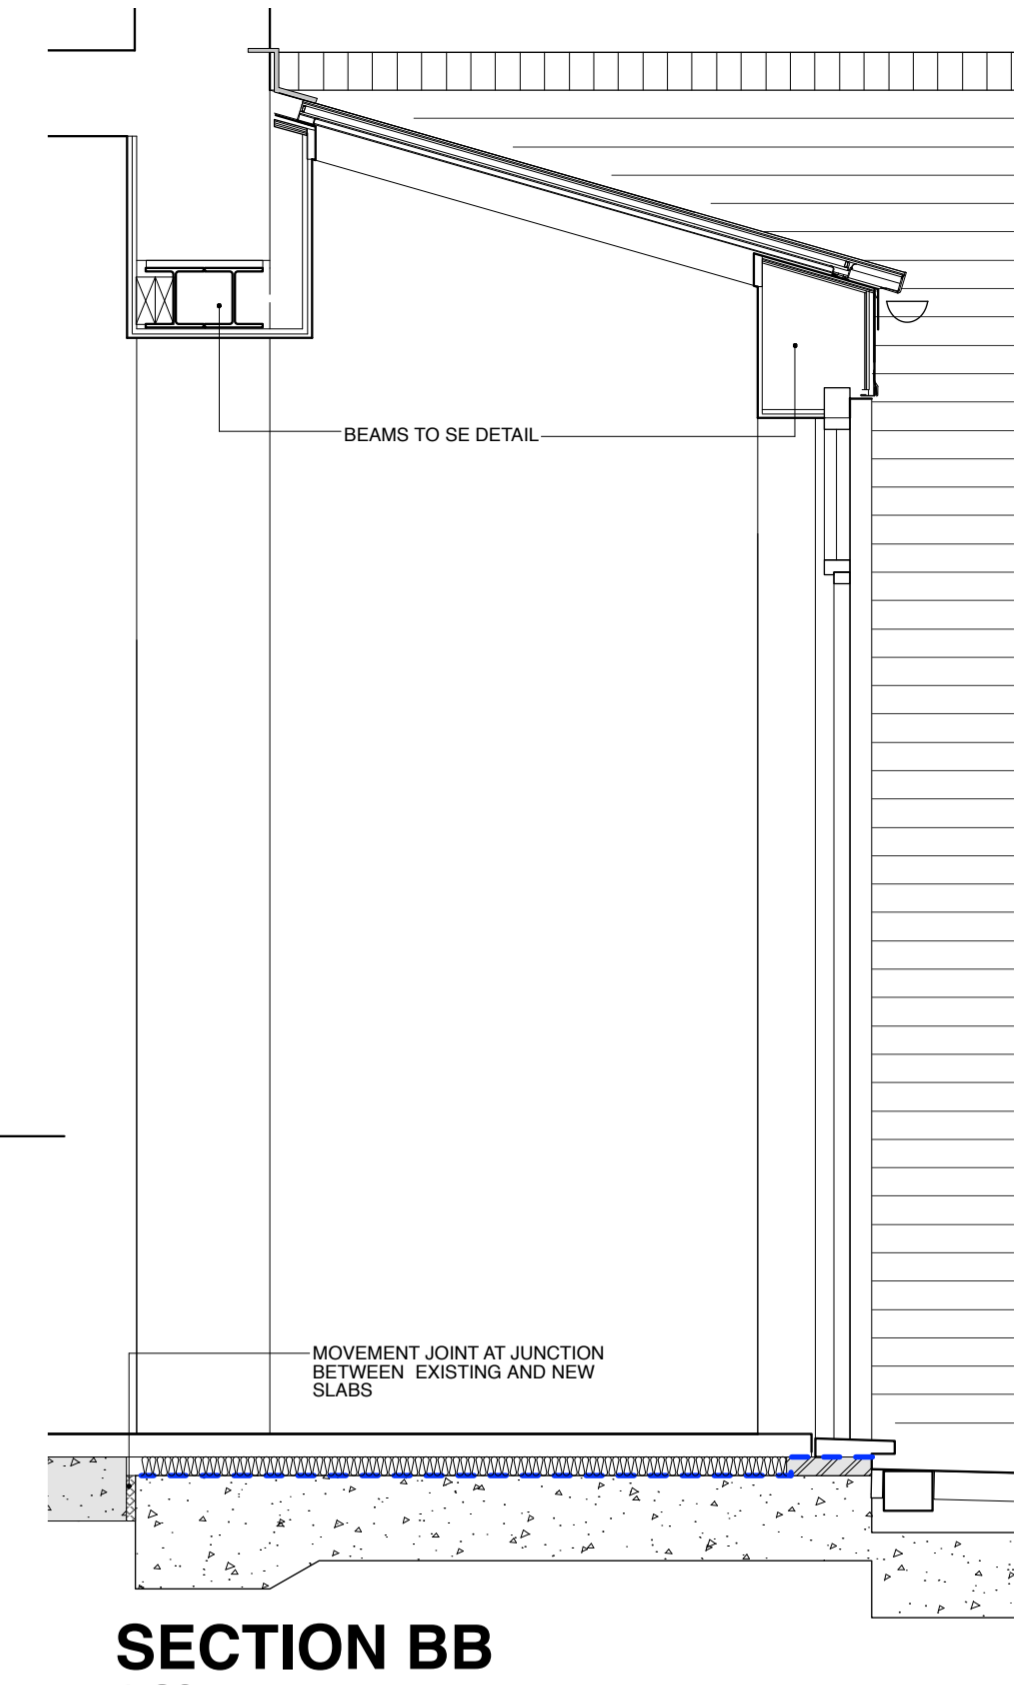 BEAMS TO SE DETAIL
MOVEMENT JOINT AT JUNCTION
BETWEEN EXISTING AND NEW
SLABS
SECTION BB